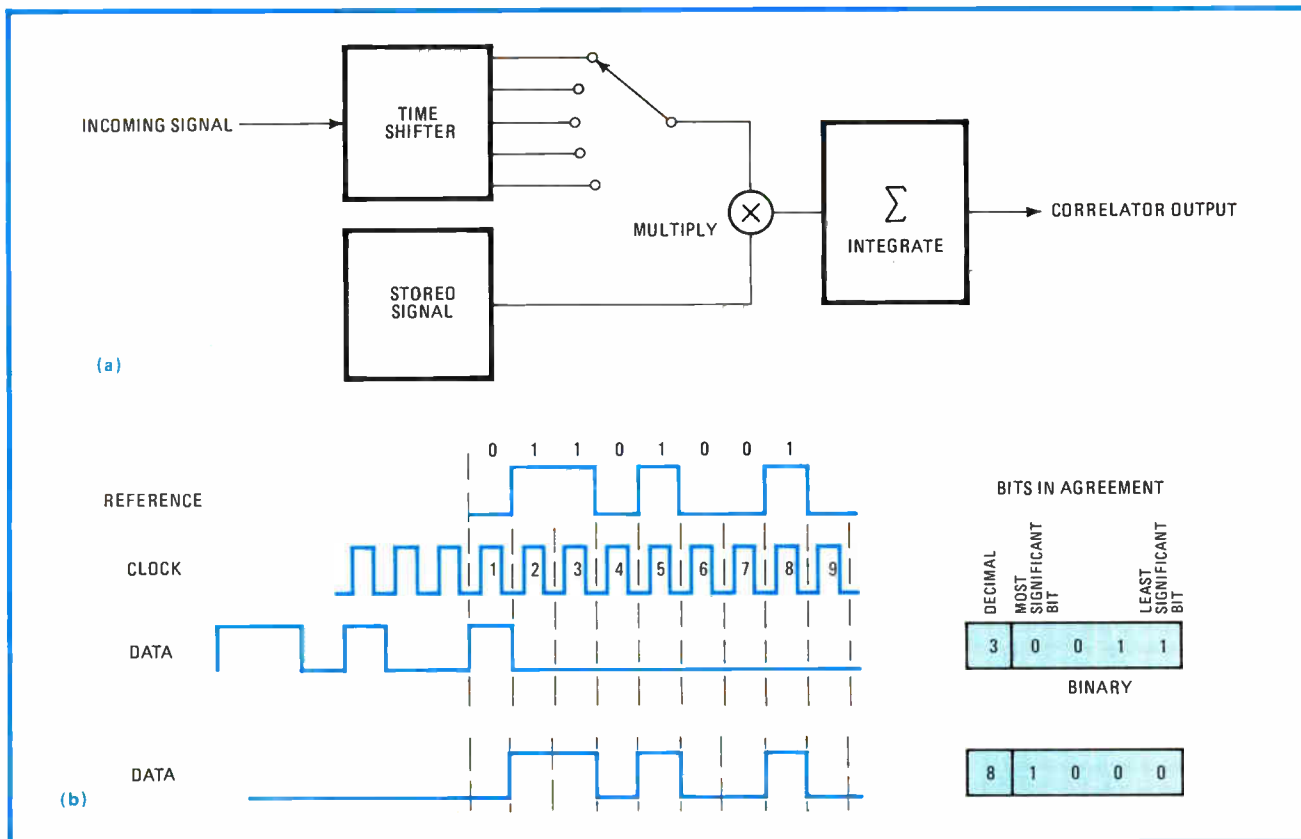 INCOMING SIGNAL
TIME
SHIFTER
MULTIPLY
Σ
INTEGRATE
CORRELATOR OUTPUT
STORED
SIGNAL
(a)
0 1 1 0 1 0 0 1
REFERENCE
CLOCK
1 2 3 4 5 6 7 8 9
DATA
DATA
(b)
BITS IN AGREEMENT
DECIMAL
MOST
SIGNIFICANT
BIT
LEAST
SIGNIFICANT
BIT
3 0 0 1 1
BINARY
8 1 0 0 0